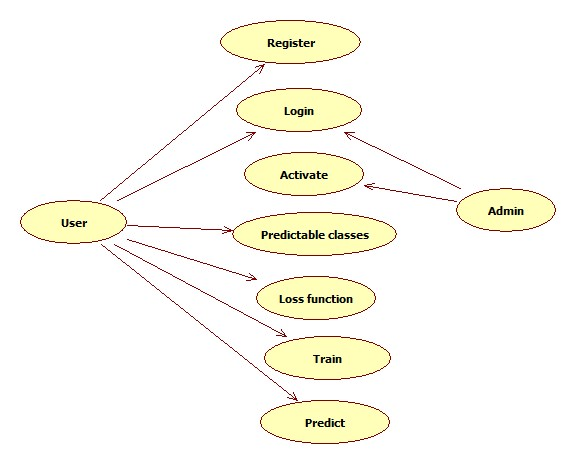 Register
Login
Activate
User
Admin
Predictable classes
Loss function
Train
Predict